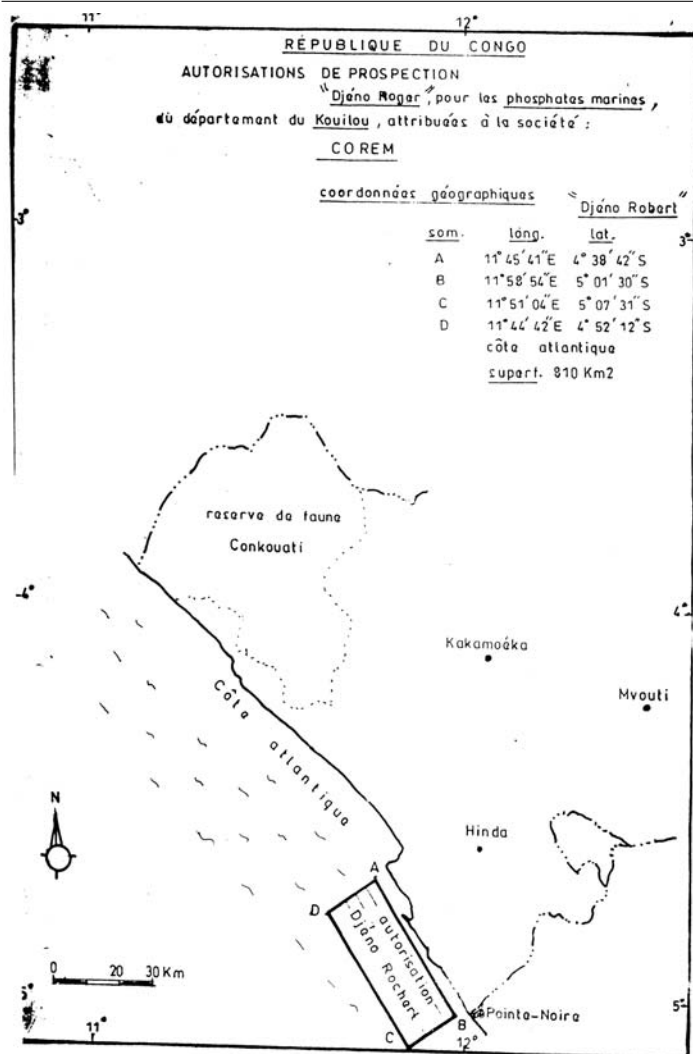 11° 12°
RÉPUBLIQUE DU CONGO
AUTORISATIONS DE PROSPECTION
"Djéno Roger", pour les phosphates marines,
dù département du Kouilou, attribuées à la société :
COREM
coordonnées géographiques "Djéno Robert"
som. long. lat.
A 11° 45′ 41″E 4° 38′ 42″ S
B 11° 58′ 54″E 5° 01′ 30″ S
C 11° 51′ 04″E 5° 07′ 31″ S
D 11° 44′ 42″E 4° 52′ 12″ S
côte atlantique
superf. 810 Km2
3° 3°
reserve de faune
Conkouati
4° 4°
Kakamoéka
Mvouti
Côte atlantique
N
Hinda
A
D
autorisation
Djéno Rochert
0 20 30 Km
5° 5°
B
Pointe-Noire
C
11° 12°